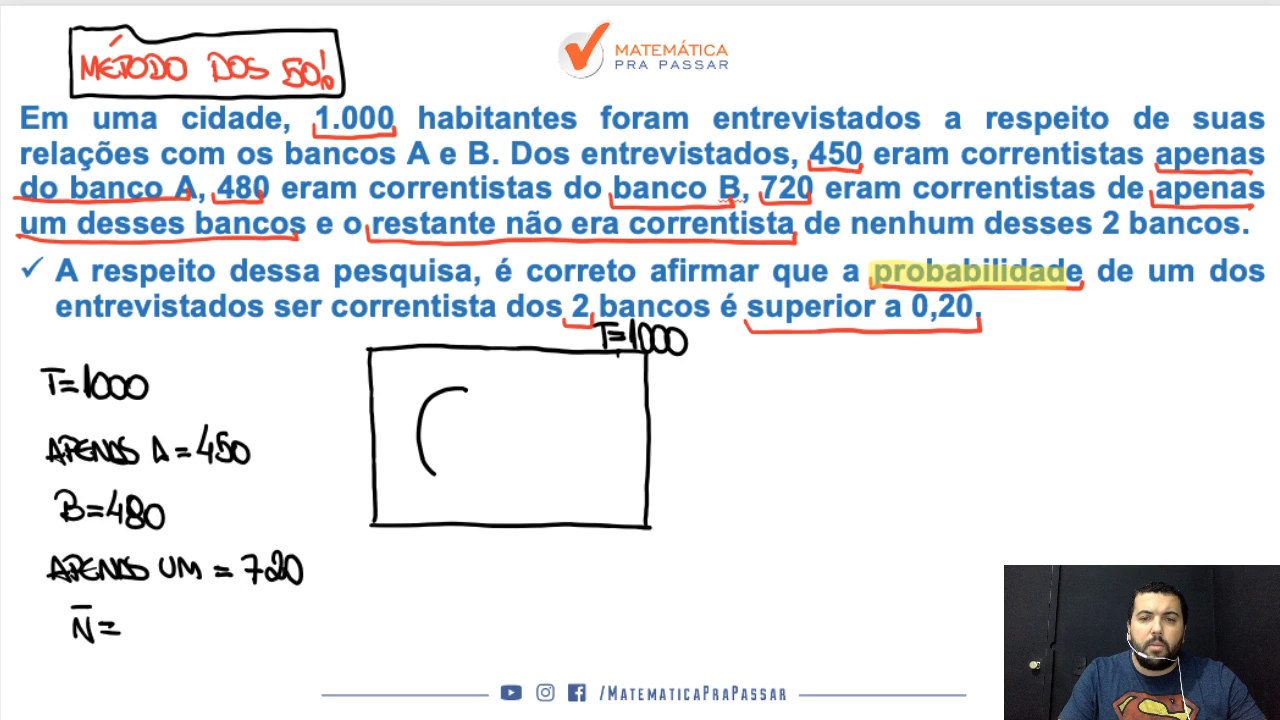 MÉTODO DOS 50%
MATEMÁTICA
PRA PASSAR
Em uma cidade, 1.000 habitantes foram entrevistados a respeito de suas
relações com os bancos A e B. Dos entrevistados, 450 eram correntistas apenas
do banco A, 480 eram correntistas do banco B, 720 eram correntistas de apenas
um desses bancos e o restante não era correntista de nenhum desses 2 bancos.
✓ A respeito dessa pesquisa, é correto afirmar que a probabilidade de um dos
entrevistados ser correntista dos 2 bancos é superior a 0,20.
T=1000
T=1000
APENAS A=450
B=480
APENAS UM = 720
N̅=
/MATEMATICAPRAPASSAR